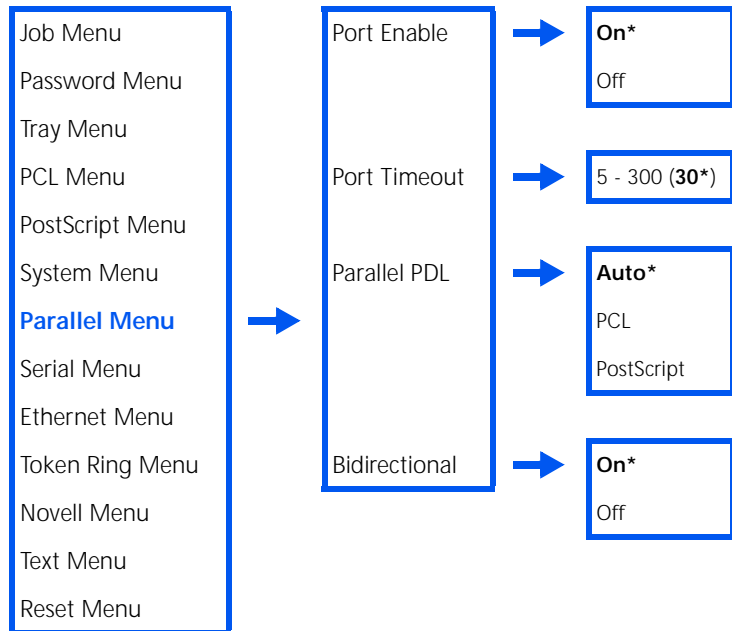 Job Menu
Password Menu
Tray Menu
PCL Menu
PostScript Menu
System Menu
Parallel Menu
Serial Menu
Ethernet Menu
Token Ring Menu
Novell Menu
Text Menu
Reset Menu
Port Enable
Port Timeout
Parallel PDL
Bidirectional
On*
Off
5 - 300 (30*)
Auto*
PCL
PostScript
On*
Off